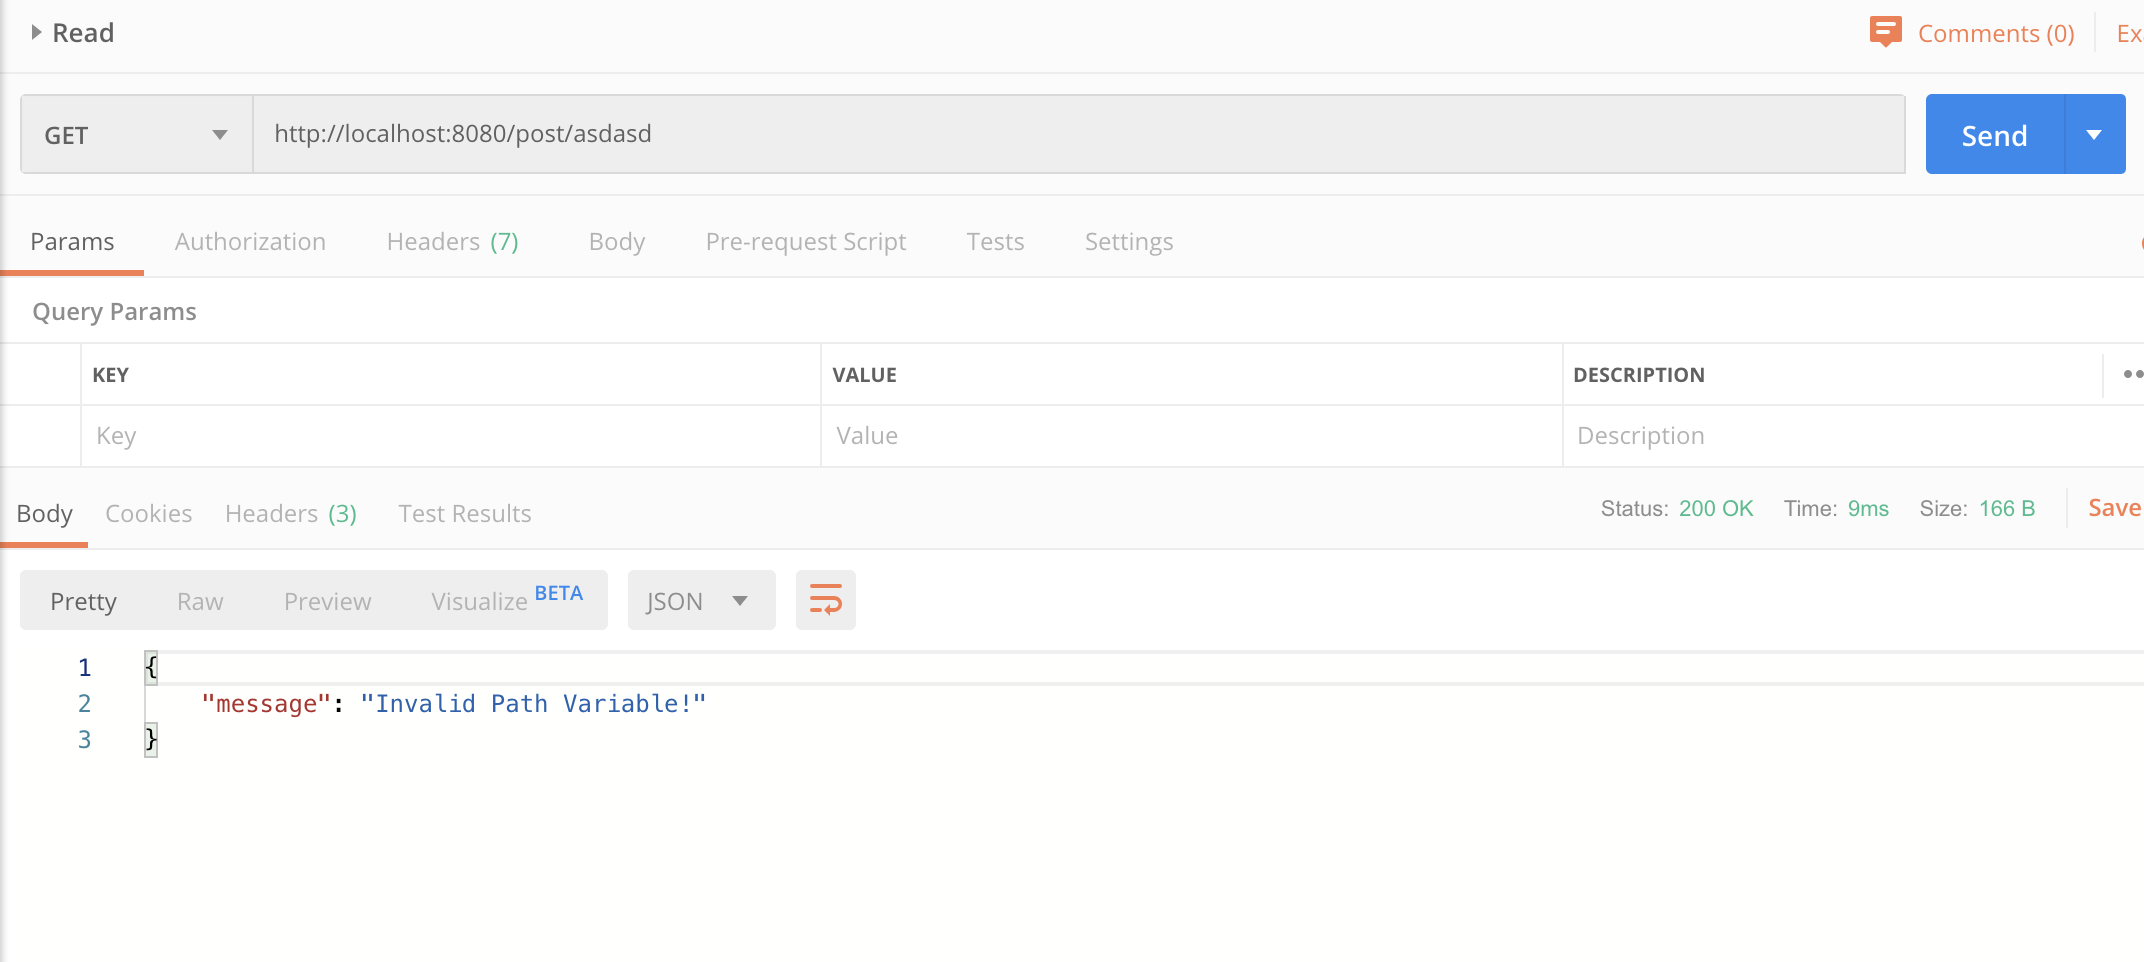 Read
Comments (0)
GET http://localhost:8080/post/asdasd Send
Params Authorization Headers (7) Body Pre-request Script Tests Settings
Query Params
KEY VALUE DESCRIPTION
Key Value Description
Body Cookies Headers (3) Test Results Status: 200 OK Time: 9ms Size: 166 B Save
Pretty Raw Preview Visualize BETA JSON
1 {
2 "message": "Invalid Path Variable!"
3 }